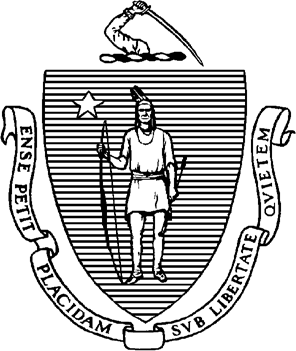 ENSE PETIT
PLACIDAM
SVB LIBERTATE
QVIETEM